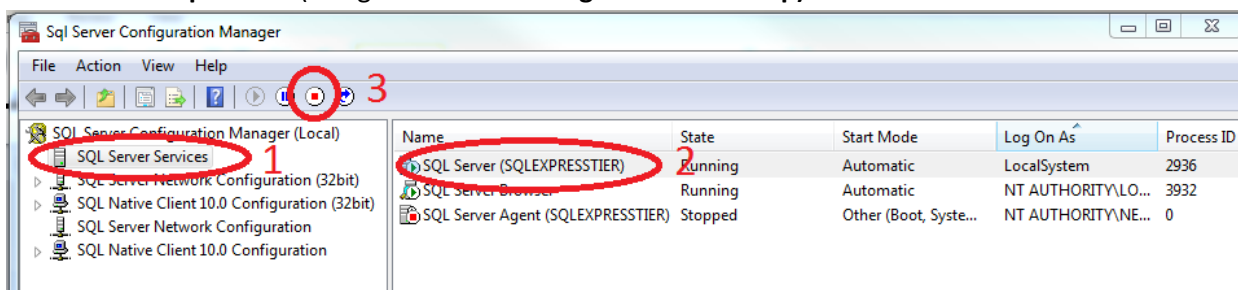 Sql Server Configuration Manager
File Action View Help
3
SQL Server Configuration Manager (Local)
SQL Server Services
1
SQL Server Network Configuration (32bit)
SQL Native Client 10.0 Configuration (32bit)
SQL Server Network Configuration
SQL Native Client 10.0 Configuration
Name State Start Mode Log On As Process ID
SQL Server (SQLEXPRESSTIER) 2 Running Automatic LocalSystem 2936
SQL Server Browser Running Automatic NT AUTHORITY\LO... 3932
SQL Server Agent (SQLEXPRESSTIER) Stopped Other (Boot, Syste... NT AUTHORITY\NE... 0